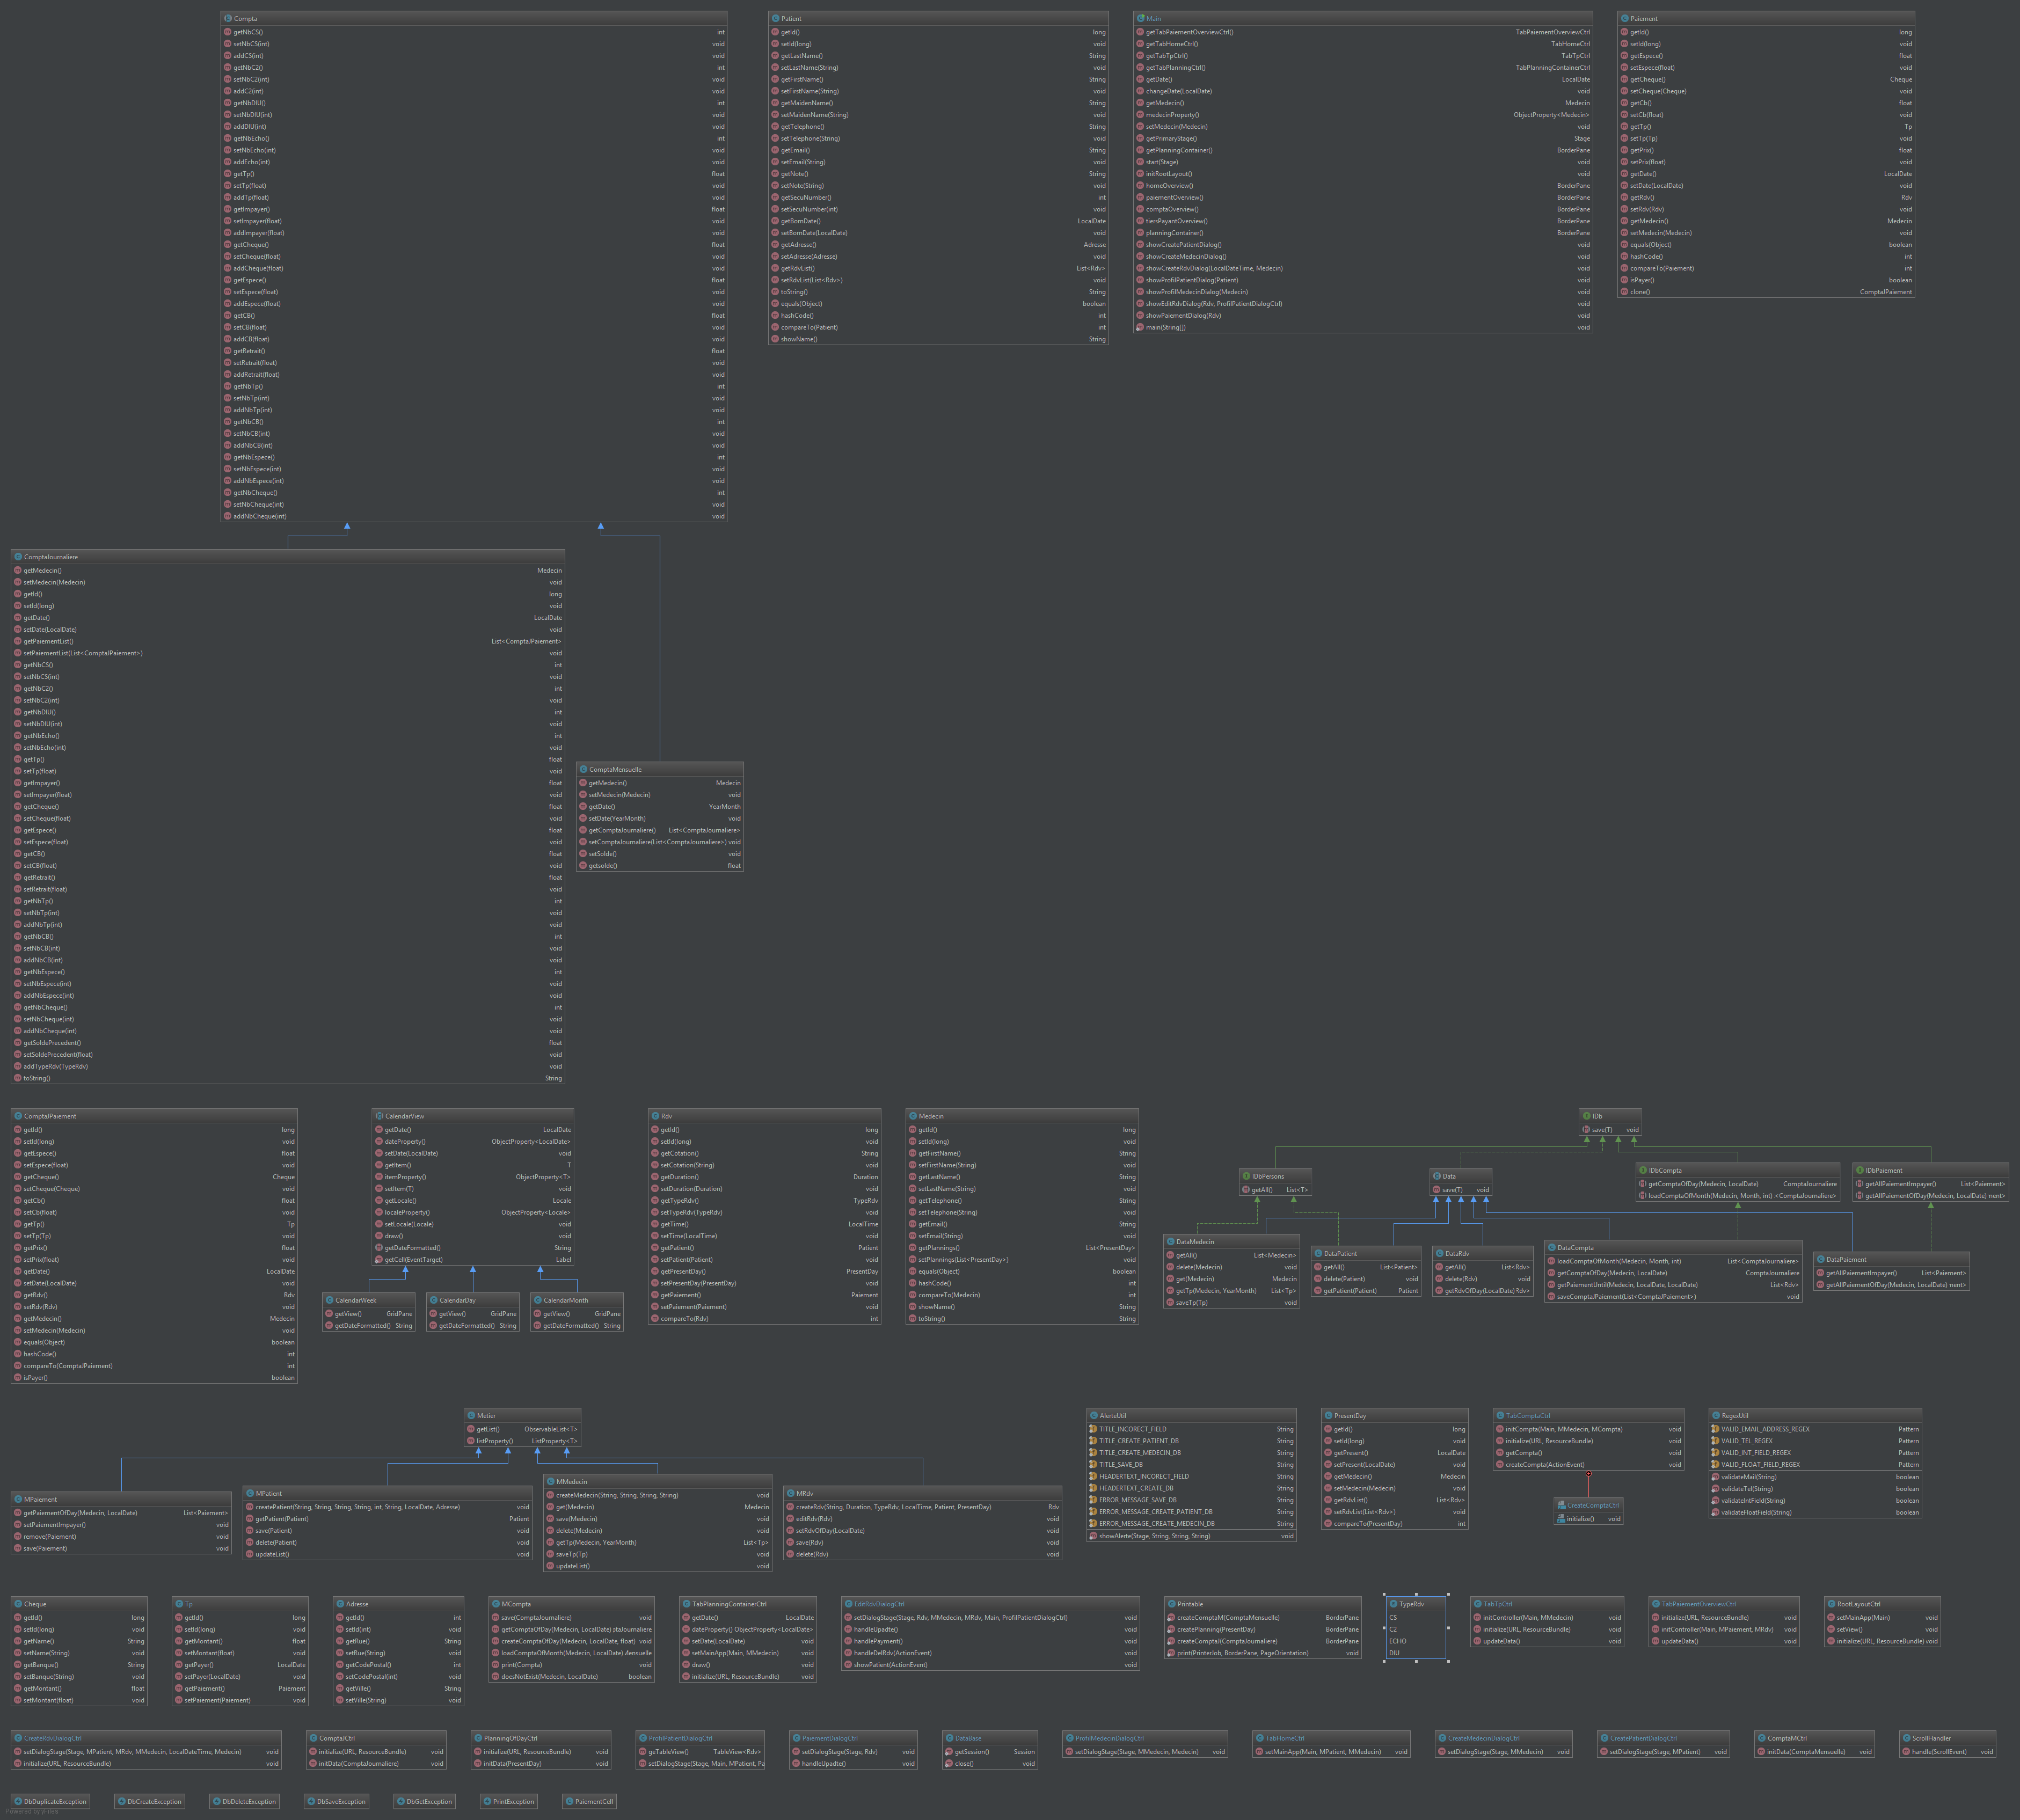 Compta
getNbCS() int
setNbCS(int) void
addCS(int) void
getNbC2() int
setNbC2(int) void
addC2(int) void
getNbDIU() int
setNbDIU(int) void
addDIU(int) void
getNbEcho() int
setNbEcho(int) void
addEcho(int) void
getTp() float
setTp(float) void
addTp(float) void
getImpayer() float
setImpayer(float) void
addImpayer(float) void
getCheque() float
setCheque(float) void
addCheque(float) void
getEspece() float
setEspece(float) void
addEspece(float) void
getCB() float
setCB(float) void
addCB(float) void
getRetrait() float
setRetrait(float) void
addRetrait(float) void
getNbTp() int
setNbTp(int) void
addNbTp(int) void
getNbCB() int
setNbCB(int) void
addNbCB(int) void
getNbEspece() int
setNbEspece(int) void
addNbEspece(int) void
getNbCheque() int
setNbCheque(int) void
addNbCheque(int) void
Patient
getId() long
setId(long) void
getLastName() String
setLastName(String) void
getFirstName() String
setFirstName(String) void
getMaidenName() String
setMaidenName(String) void
getTelephone() String
setTelephone(String) void
getEmail() String
setEmail(String) void
getNote() String
setNote(String) void
getSecuNumber() int
setSecuNumber(int) void
getBornDate() LocalDate
setBornDate(LocalDate) void
getAdresse() Adresse
setAdresse(Adresse) void
getRdvList() List<Rdv>
setRdvList(List<Rdv>) void
toString() String
equals(Object) boolean
hashCode() int
compareTo(Patient) int
showName() String
Main
getTabPaiementOverviewCtrl() TabPaiementOverviewCtrl
getTabHomeCtrl() TabHomeCtrl
getTabTpCtrl() TabTpCtrl
getTabPlanningCtrl() TabPlanningContainerCtrl
getDate() LocalDate
changeDate(LocalDate) void
getMedecin() Medecin
medecinProperty() ObjectProperty<Medecin>
setMedecin(Medecin) void
getPrimaryStage() Stage
getPlanningContainer() BorderPane
start(Stage) void
initRootLayout() void
homeOverview() BorderPane
paiementOverview() BorderPane
comptaOverview() BorderPane
tiersPayantOverview() BorderPane
planningContainer() BorderPane
showCreatePatientDialog() void
showCreateMedecinDialog() void
showCreateRdvDialog(LocalDateTime, Medecin) void
showProfilPatientDialog(Patient) void
showProfilMedecinDialog(Medecin) void
showEditRdvDialog(Rdv, ProfilPatientDialogCtrl) void
showPaiementDialog(Rdv) void
main(String[]) void
Paiement
getId() long
setId(long) void
getEspece() float
setEspece(float) void
getCheque() Cheque
setCheque(Cheque) void
getCb() float
setCb(float) void
getTp() Tp
setTp(Tp) void
getPrix() float
setPrix(float) void
getDate() LocalDate
setDate(LocalDate) void
getRdv() Rdv
setRdv(Rdv) void
getMedecin() Medecin
setMedecin(Medecin) void
equals(Object) boolean
hashCode() int
compareTo(Paiement) int
isPayer() boolean
clone() ComptaJPaiement
ComptaJournaliere
getMedecin() Medecin
setMedecin(Medecin) void
getId() long
setId(long) void
getDate() LocalDate
setDate(LocalDate) void
getPaiementList() List<ComptaJPaiement>
setPaiementList(List<ComptaJPaiement>) void
getNbCS() int
setNbCS(int) void
getNbC2() int
setNbC2(int) void
getNbDIU() int
setNbDIU(int) void
getNbEcho() int
setNbEcho(int) void
getTp() float
setTp(float) void
getImpayer() float
setImpayer(float) void
getCheque() float
setCheque(float) void
getEspece() float
setEspece(float) void
getCB() float
setCB(float) void
getRetrait() float
setRetrait(float) void
getNbTp() int
setNbTp(int) void
addNbTp(int) void
getNbCB() int
setNbCB(int) void
addNbCB(int) void
getNbEspece() int
setNbEspece(int) void
addNbEspece(int) void
getNbCheque() int
setNbCheque(int) void
addNbCheque(int) void
getSoldePrecedent() float
setSoldePrecedent(float) void
addTypeRdv(TypeRdv) void
toString() String
ComptaMensuelle
getMedecin() Medecin
setMedecin(Medecin) void
getDate() YearMonth
setDate(YearMonth) void
getComptaJournaliere() List<ComptaJournaliere>
setComptaJournaliere(List<ComptaJournaliere>) void
setSolde() void
getsolde() float
ComptaJPaiement
getId() long
setId(long) void
getEspece() float
setEspece(float) void
getCheque() Cheque
setCheque(Cheque) void
getCb() float
setCb(float) void
getTp() Tp
setTp(Tp) void
getPrix() float
setPrix(float) void
getDate() LocalDate
setDate(LocalDate) void
getRdv() Rdv
setRdv(Rdv) void
getMedecin() Medecin
setMedecin(Medecin) void
equals(Object) boolean
hashCode() int
compareTo(ComptaJPaiement) int
isPayer() boolean
CalendarView
getDate() LocalDate
dateProperty() ObjectProperty<LocalDate>
setDate(LocalDate) void
getItem() T
itemProperty() ObjectProperty<T>
setItem(T) void
getLocale() Locale
localeProperty() ObjectProperty<Locale>
setLocale(Locale) void
draw() void
getDateFormatted() String
getCell(EventTarget) Label
CalendarWeek
getView() GridPane
getDateFormatted() String
CalendarDay
getView() GridPane
getDateFormatted() String
CalendarMonth
getView() GridPane
getDateFormatted() String
Rdv
getId() long
setId(long) void
getCotation() String
setCotation(String) void
getDuration() Duration
setDuration(Duration) void
getTypeRdv() TypeRdv
setTypeRdv(TypeRdv) void
getTime() LocalTime
setTime(LocalTime) void
getPatient() Patient
setPatient(Patient) void
getPresentDay() PresentDay
setPresentDay(PresentDay) void
getPaiement() Paiement
setPaiement(Paiement) void
compareTo(Rdv) int
Medecin
getId() long
setId(long) void
getFirstName() String
setFirstName(String) void
getLastName() String
setLastName(String) void
getTelephone() String
setTelephone(String) void
getEmail() String
setEmail(String) void
getPlannings() List<PresentDay>
setPlannings(List<PresentDay>) void
equals(Object) boolean
hashCode() int
compareTo(Medecin) int
showName() String
toString() String
IDb
save(T) void
IDbPersons
getAll() List<T>
Data
save(T) void
IDbCompta
getComptaOfDay(Medecin, LocalDate) ComptaJournaliere
loadComptaOfMonth(Medecin, Month, int) <ComptaJournaliere>
IDbPaiement
getAllPaiementImpayer() List<Paiement>
getAllPaiementOfDay(Medecin, LocalDate) ment>
DataMedecin
getAll() List<Medecin>
delete(Medecin) void
get(Medecin) Medecin
getTp(Medecin, YearMonth) List<Tp>
saveTp(Tp) void
DataPatient
getAll() List<Patient>
delete(Patient) void
getPatient(Patient) Patient
DataRdv
getAll() List<Rdv>
delete(Rdv) void
getRdvOfDay(LocalDate) Rdv>
DataCompta
loadComptaOfMonth(Medecin, Month, int) List<ComptaJournaliere>
getComptaOfDay(Medecin, LocalDate) ComptaJournaliere
getPaiementUntil(Medecin, LocalDate, LocalDate) List<Rdv>
saveComptaJPaiement(List<ComptaJPaiement>) void
DataPaiement
getAllPaiementImpayer() List<Paiement>
getAllPaiementOfDay(Medecin, LocalDate) ment>
Metier
getList() ObservableList<T>
listProperty() ListProperty<T>
MPaiement
getPaiementOfDay(Medecin, LocalDate) List<Paiement>
setPaiementImpayer() void
remove(Paiement) void
save(Paiement) void
MPatient
createPatient(String, String, String, String, int, String, LocalDate, Adresse) void
getPatient(Patient) Patient
save(Patient) void
delete(Patient) void
updateList() void
MMedecin
createMedecin(String, String, String, String) void
get(Medecin) Medecin
save(Medecin) void
delete(Medecin) void
getTp(Medecin, YearMonth) List<Tp>
saveTp(Tp) void
updateList() void
MRdv
createRdv(String, Duration, TypeRdv, LocalTime, Patient, PresentDay) Rdv
editRdv(Rdv) void
setRdvOfDay(LocalDate) void
save(Rdv) void
delete(Rdv) void
AlerteUtil
TITLE_INCORECT_FIELD String
TITLE_CREATE_PATIENT_DB String
TITLE_CREATE_MEDECIN_DB String
TITLE_SAVE_DB String
HEADERTEXT_INCORECT_FIELD String
HEADERTEXT_CREATE_DB String
ERROR_MESSAGE_SAVE_DB String
ERROR_MESSAGE_CREATE_PATIENT_DB String
ERROR_MESSAGE_CREATE_MEDECIN_DB String
showAlerte(Stage, String, String, String) void
PresentDay
getId() long
setId(long) void
getPresent() LocalDate
setPresent(LocalDate) void
getMedecin() Medecin
setMedecin(Medecin) void
getRdvList() List<Rdv>
setRdvList(List<Rdv>) void
compareTo(PresentDay) int
TabComptaCtrl
initCompta(Main, MMedecin, MCompta) void
initialize(URL, ResourceBundle) void
getCompta() void
createCompta(ActionEvent) void
CreateComptaCtrl
initialize() void
RegexUtil
VALID_EMAIL_ADDRESS_REGEX Pattern
VALID_TEL_REGEX Pattern
VALID_INT_FIELD_REGEX Pattern
VALID_FLOAT_FIELD_REGEX Pattern
validateMail(String) boolean
validateTel(String) boolean
validateIntField(String) boolean
validateFloatField(String) boolean
Cheque
getId() long
setId(long) void
getName() String
setName(String) void
getBanque() String
setBanque(String) void
getMontant() float
setMontant(float) void
Tp
getId() long
setId(long) void
getMontant() float
setMontant(float) void
getPayer() LocalDate
setPayer(LocalDate) void
getPaiement() Paiement
setPaiement(Paiement) void
Adresse
getId() int
setId(int) void
getRue() String
setRue(String) void
getCodePostal() int
setCodePostal(int) void
getVille() String
setVille(String) void
MCompta
save(ComptaJournaliere) void
getComptaOfDay(Medecin, LocalDate) ptaJournaliere
createComptaOfDay(Medecin, LocalDate, float) void
loadComptaOfMonth(Medecin, LocalDate) Mensuelle
print(Compta) void
doesNotExist(Medecin, LocalDate) boolean
TabPlanningContainerCtrl
getDate() LocalDate
dateProperty() ObjectProperty<LocalDate>
setDate(LocalDate) void
setMainApp(Main, MMedecin) void
draw() void
initialize(URL, ResourceBundle) void
EditRdvDialogCtrl
setDialogStage(Stage, Rdv, MMedecin, MRdv, Main, ProfilPatientDialogCtrl) void
handleUpadte() void
handlePayment() void
handleDelRdv(ActionEvent) void
showPatient(ActionEvent) void
Printable
createComptaM(ComptaMensuelle) BorderPane
createPlanning(PresentDay) BorderPane
createComptaJ(ComptaJournaliere) BorderPane
print(PrinterJob, BorderPane, PageOrientation) void
TypeRdv
CS
C2
ECHO
DIU
TabTpCtrl
initController(Main, MMedecin) void
initialize(URL, ResourceBundle) void
updateData() void
TabPaiementOverviewCtrl
initialize(URL, ResourceBundle) void
initController(Main, MPaiement, MRdv) void
updateData() void
RootLayoutCtrl
setMainApp(Main) void
setView() void
initialize(URL, ResourceBundle) void
CreateRdvDialogCtrl
setDialogStage(Stage, MPatient, MRdv, MMedecin, LocalDateTime, Medecin) void
initialize(URL, ResourceBundle) void
ComptaJCtrl
initialize(URL, ResourceBundle) void
initData(ComptaJournaliere) void
PlanningOfDayCtrl
initialize(URL, ResourceBundle) void
initData(PresentDay) void
ProfilPatientDialogCtrl
geTableView() TableView<Rdv>
setDialogStage(Stage, Main, MPatient, Pa
PaiementDialogCtrl
setDialogStage(Stage, Rdv) void
handleUpadte() void
DataBase
getSession() Session
close() void
ProfilMedecinDialogCtrl
setDialogStage(Stage, MMedecin, Medecin) void
TabHomeCtrl
setMainApp(Main, MPatient, MMedecin) void
CreateMedecinDialogCtrl
setDialogStage(Stage, MMedecin) void
CreatePatientDialogCtrl
setDialogStage(Stage, MPatient) void
ComptaMCtrl
initData(ComptaMensuelle) void
ScrollHandler
handle(ScrollEvent) void
DbDuplicateException
DbCreateException
DbDeleteException
DbSaveException
DbGetException
PrintException
PaiementCell
Powered by yFiles